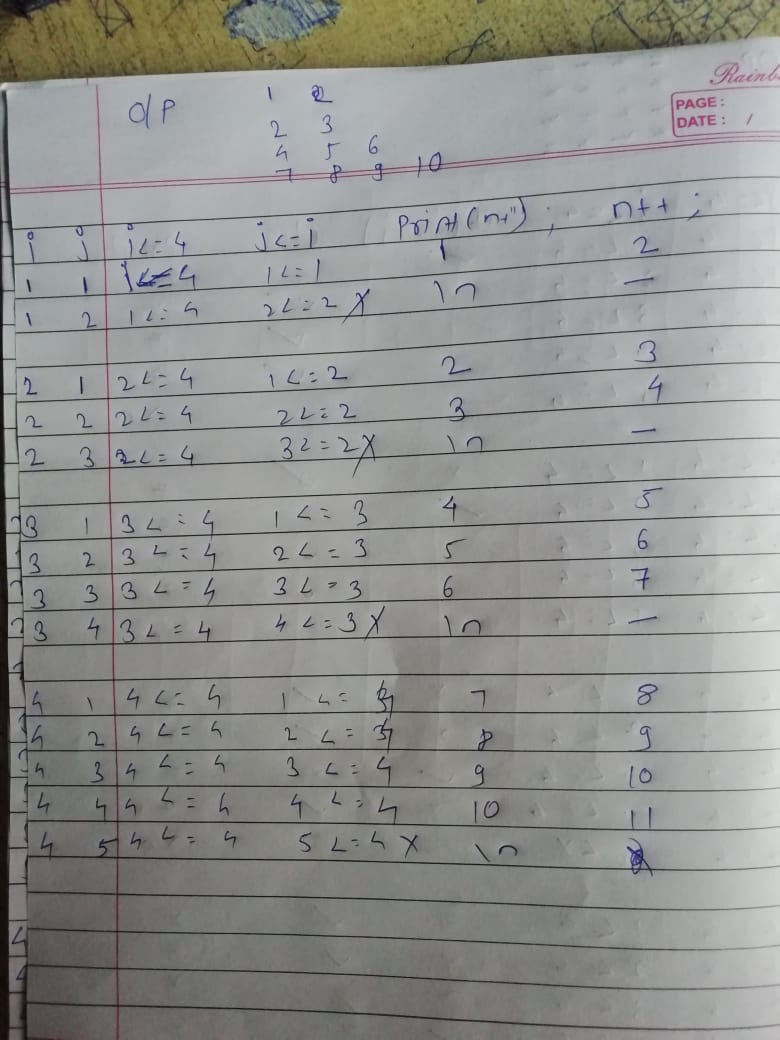 Rainb
PAGE:
DATE: /
O/P 1 2
2 3
4 5 6
7 8 9 10
i j i<=4 j<=i Print(n+""); n++;
1 1 1<=4 1<=1 1 2
1 2 1<=4 2<=2 X ln —
2 1 2<=4 1<=2 2 3
2 2 2<=4 2<=2 3 4
2 3 2<=4 3<=2 X ln —
3 1 3<=4 1<=3 4 5
3 2 3<=4 2<=3 5 6
3 3 3<=4 3<=3 6 7
3 4 3<=4 4<=3 X ln —
4 1 4<=4 1<=4 7 8
4 2 4<=4 2<=4 8 9
4 3 4<=4 3<=4 9 10
4 4 4<=4 4<=4 10 11
4 5 4<=4 5<=4 X ln